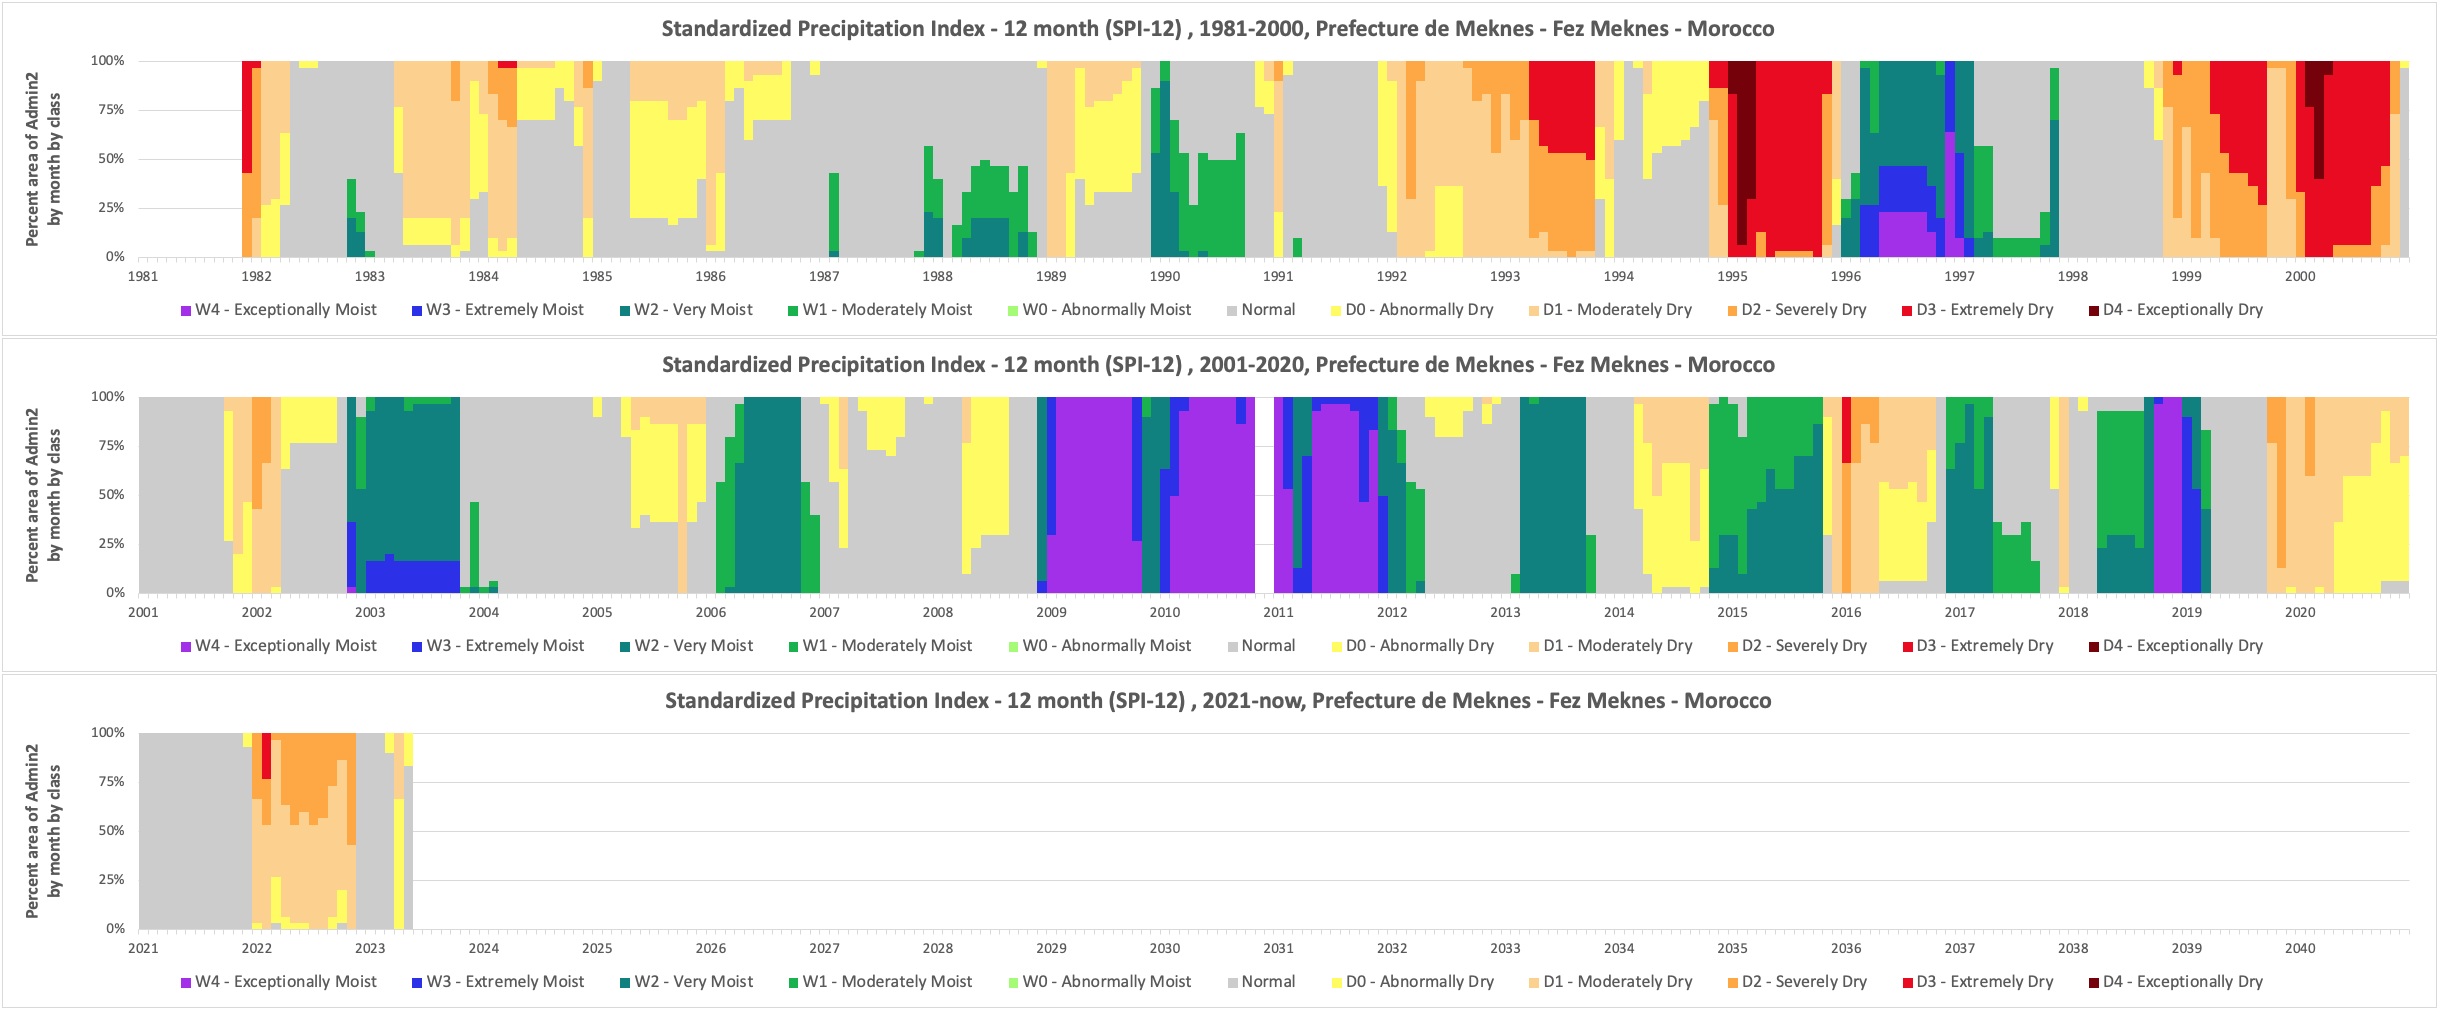 Standardized Precipitation Index - 12 month (SPI-12) , 1981-2000, Prefecture de Meknes - Fez Meknes - Morocco
Percent area of Admin2
by month by class
100%
75%
50%
25%
0%
1981 1982 1983 1984 1985 1986 1987 1988 1989 1990 1991 1992 1993 1994 1995 1996 1997 1998 1999 2000
W4 - Exceptionally Moist W3 - Extremely Moist W2 - Very Moist W1 - Moderately Moist W0 - Abnormally Moist Normal D0 - Abnormally Dry D1 - Moderately Dry D2 - Severely Dry D3 - Extremely Dry D4 - Exceptionally Dry
Standardized Precipitation Index - 12 month (SPI-12) , 2001-2020, Prefecture de Meknes - Fez Meknes - Morocco
Percent area of Admin2
by month by class
100%
75%
50%
25%
0%
2001 2002 2003 2004 2005 2006 2007 2008 2009 2010 2011 2012 2013 2014 2015 2016 2017 2018 2019 2020
W4 - Exceptionally Moist W3 - Extremely Moist W2 - Very Moist W1 - Moderately Moist W0 - Abnormally Moist Normal D0 - Abnormally Dry D1 - Moderately Dry D2 - Severely Dry D3 - Extremely Dry D4 - Exceptionally Dry
Standardized Precipitation Index - 12 month (SPI-12) , 2021-now, Prefecture de Meknes - Fez Meknes - Morocco
Percent area of Admin2
by month by class
100%
75%
50%
25%
0%
2021 2022 2023 2024 2025 2026 2027 2028 2029 2030 2031 2032 2033 2034 2035 2036 2037 2038 2039 2040
W4 - Exceptionally Moist W3 - Extremely Moist W2 - Very Moist W1 - Moderately Moist W0 - Abnormally Moist Normal D0 - Abnormally Dry D1 - Moderately Dry D2 - Severely Dry D3 - Extremely Dry D4 - Exceptionally Dry